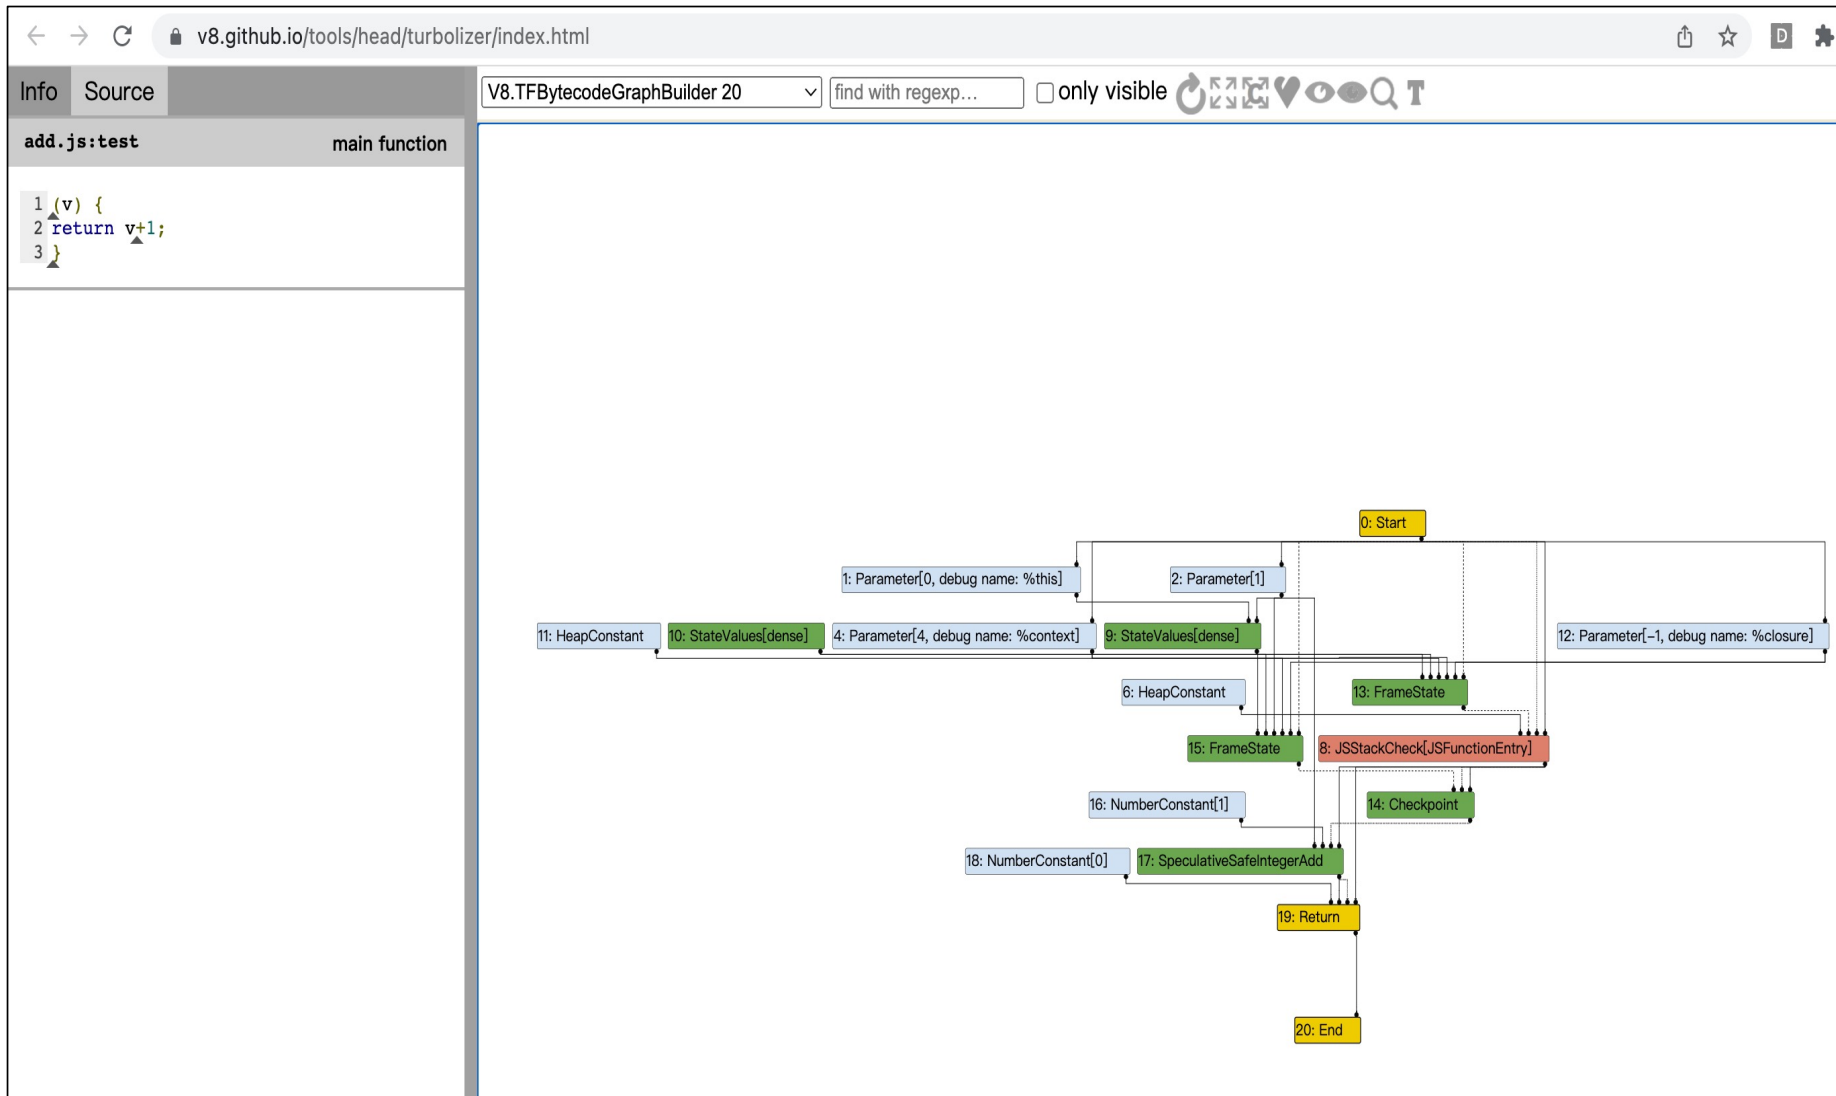 v8.github.io/tools/head/turbolizer/index.html
D
Info Source
V8.TFBytecodeGraphBuilder 20
find with regexp...
only visible
T
add.js:test main function
1 (v) {
2 return v+1;
3 }
0: Start
1: Parameter[0, debug name: %this]
2: Parameter[1]
11: HeapConstant
10: StateValues[dense]
4: Parameter[4, debug name: %context]
9: StateValues[dense]
12: Parameter[−1, debug name: %closure]
6: HeapConstant
13: FrameState
15: FrameState
8: JSStackCheck[JSFunctionEntry]
16: NumberConstant[1]
14: Checkpoint
18: NumberConstant[0]
17: SpeculativeSafeIntegerAdd
19: Return
20: End